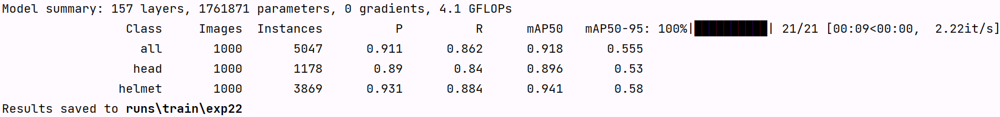 Model summary: 157 layers, 1761871 parameters, 0 gradients, 4.1 GFLOPs
Class Images Instances P R mAP50 mAP50-95: 100%|██████████| 21/21 [00:09<00:00, 2.22it/s]
all 1000 5047 0.911 0.862 0.918 0.555
head 1000 1178 0.89 0.84 0.896 0.53
helmet 1000 3869 0.931 0.884 0.941 0.58
Results saved to runs\train\exp22